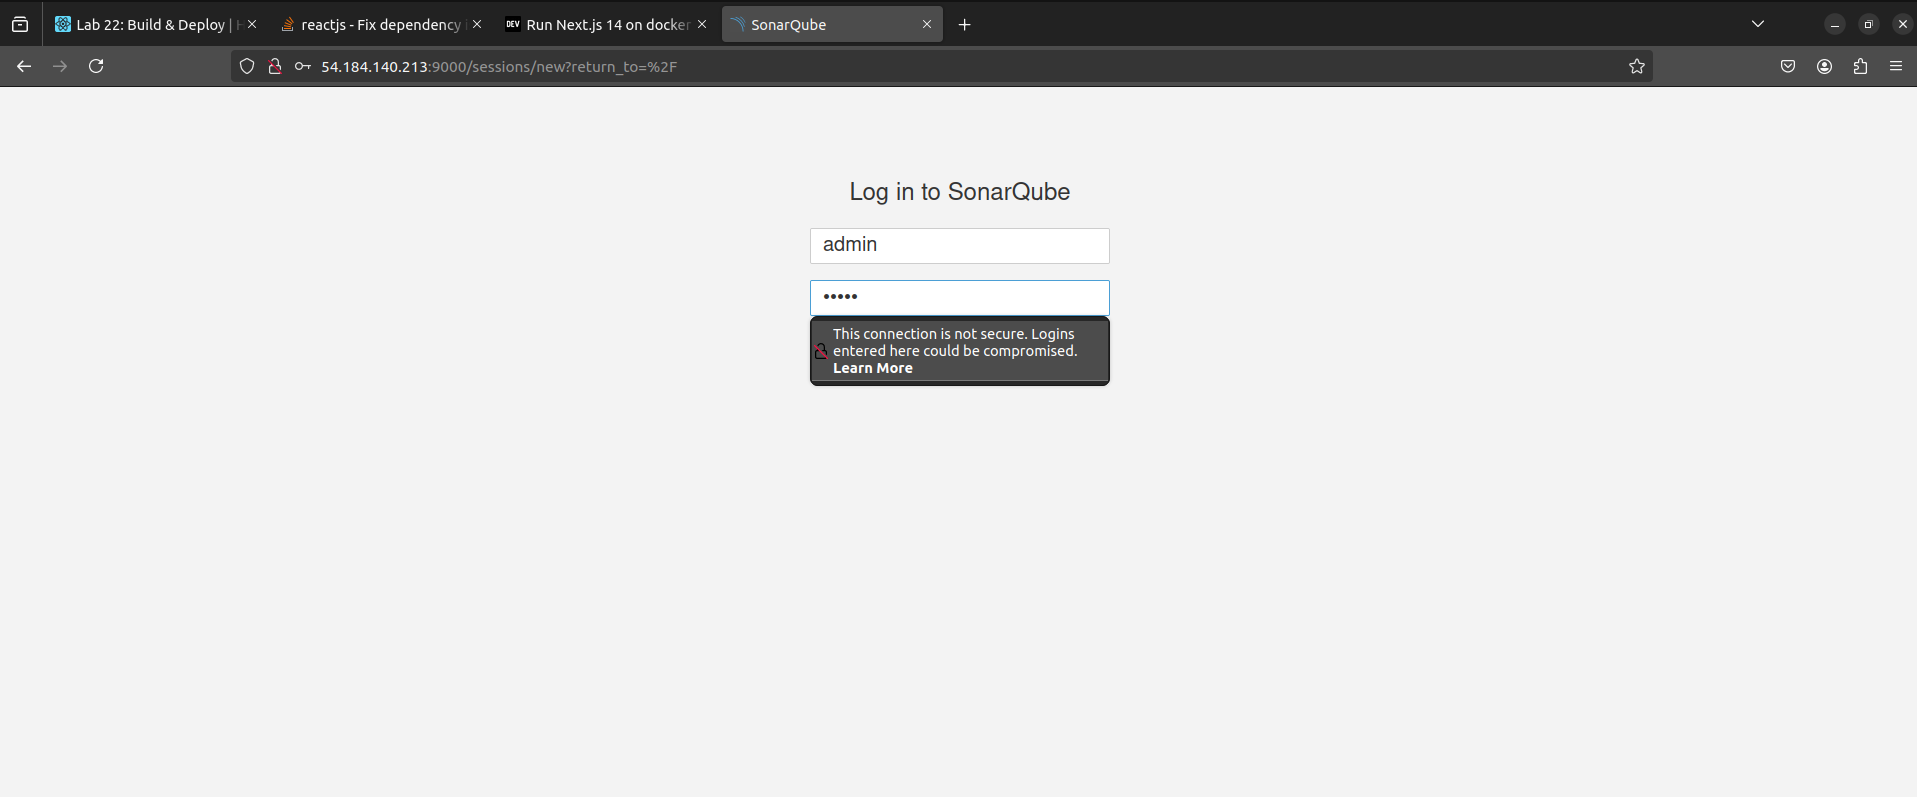 Lab 22: Build & Deploy | H
reactjs - Fix dependency i
DEV Run Next.js 14 on docker
SonarQube
54.184.140.213:9000/sessions/new?return_to=%2F
Log in to SonarQube
admin
•••••
This connection is not secure. Logins
entered here could be compromised.
Learn More